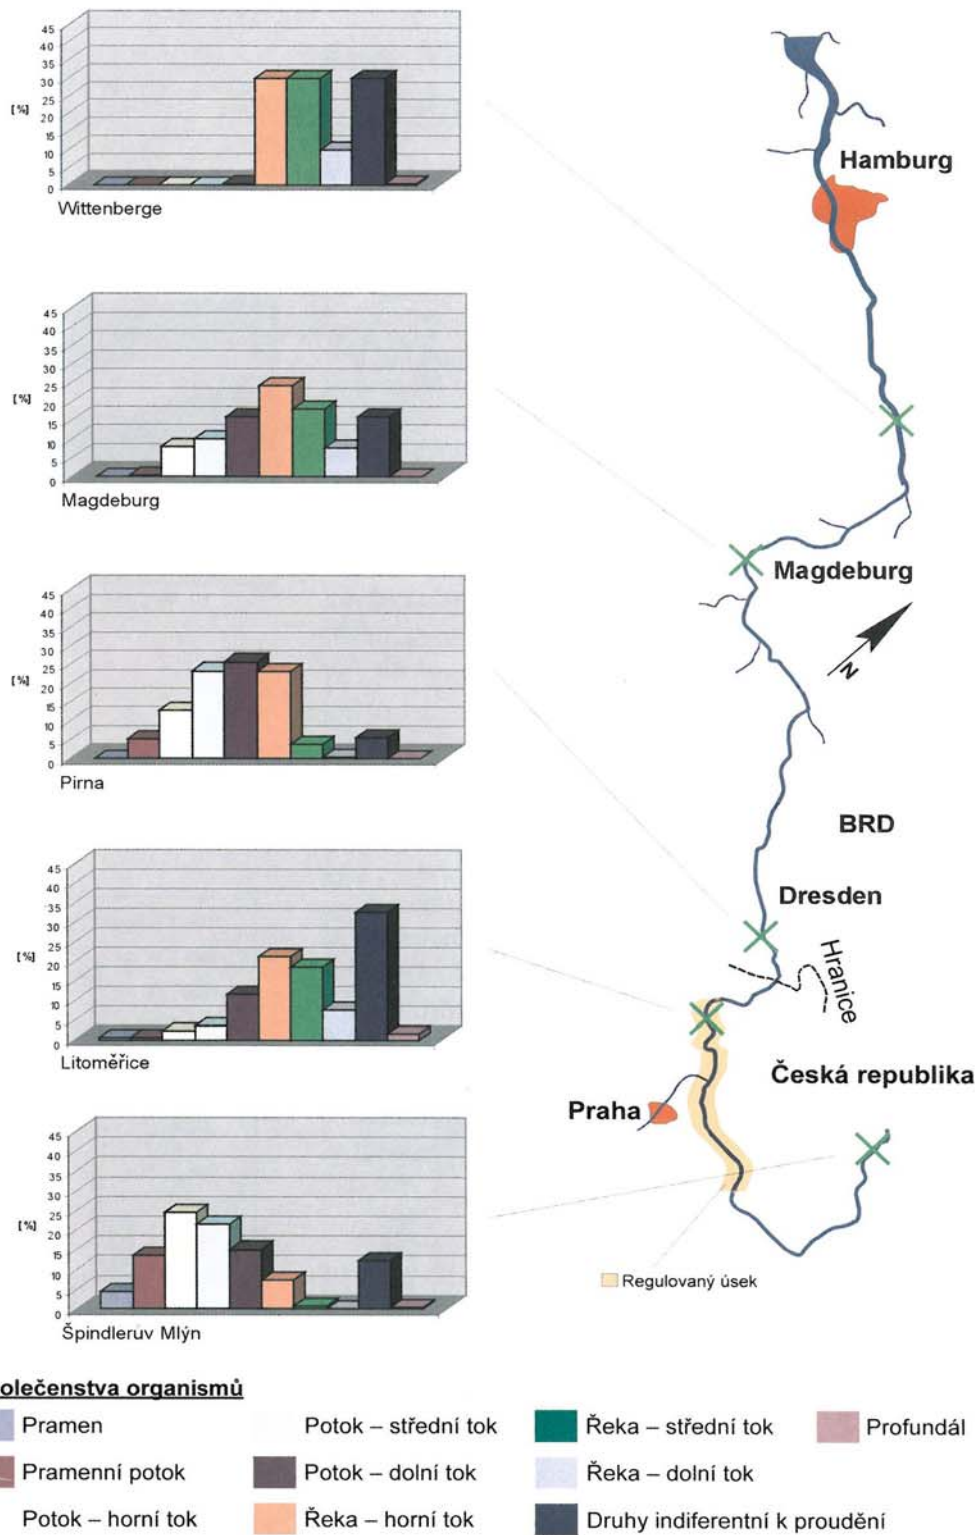 45
40
35
30
25
20
15
10
5
0
[%]
Wittenberge
45
40
35
30
25
20
15
10
5
0
[%]
Magdeburg
45
40
35
30
25
20
15
10
5
0
[%]
Pirna
45
40
35
30
25
20
15
10
5
0
[%]
Litoměřice
45
40
35
30
25
20
15
10
5
0
[%]
Špindleruv Mlýn
Hamburg
Magdeburg
N
BRD
Dresden
Hranice
Česká republika
Praha
Regulovaný úsek
olečenstva organismů
Pramen
Pramenní potok
Potok – horní tok
Potok – střední tok
Potok – dolní tok
Řeka – horní tok
Řeka – střední tok
Řeka – dolní tok
Druhy indiferentní k proudění
Profundál